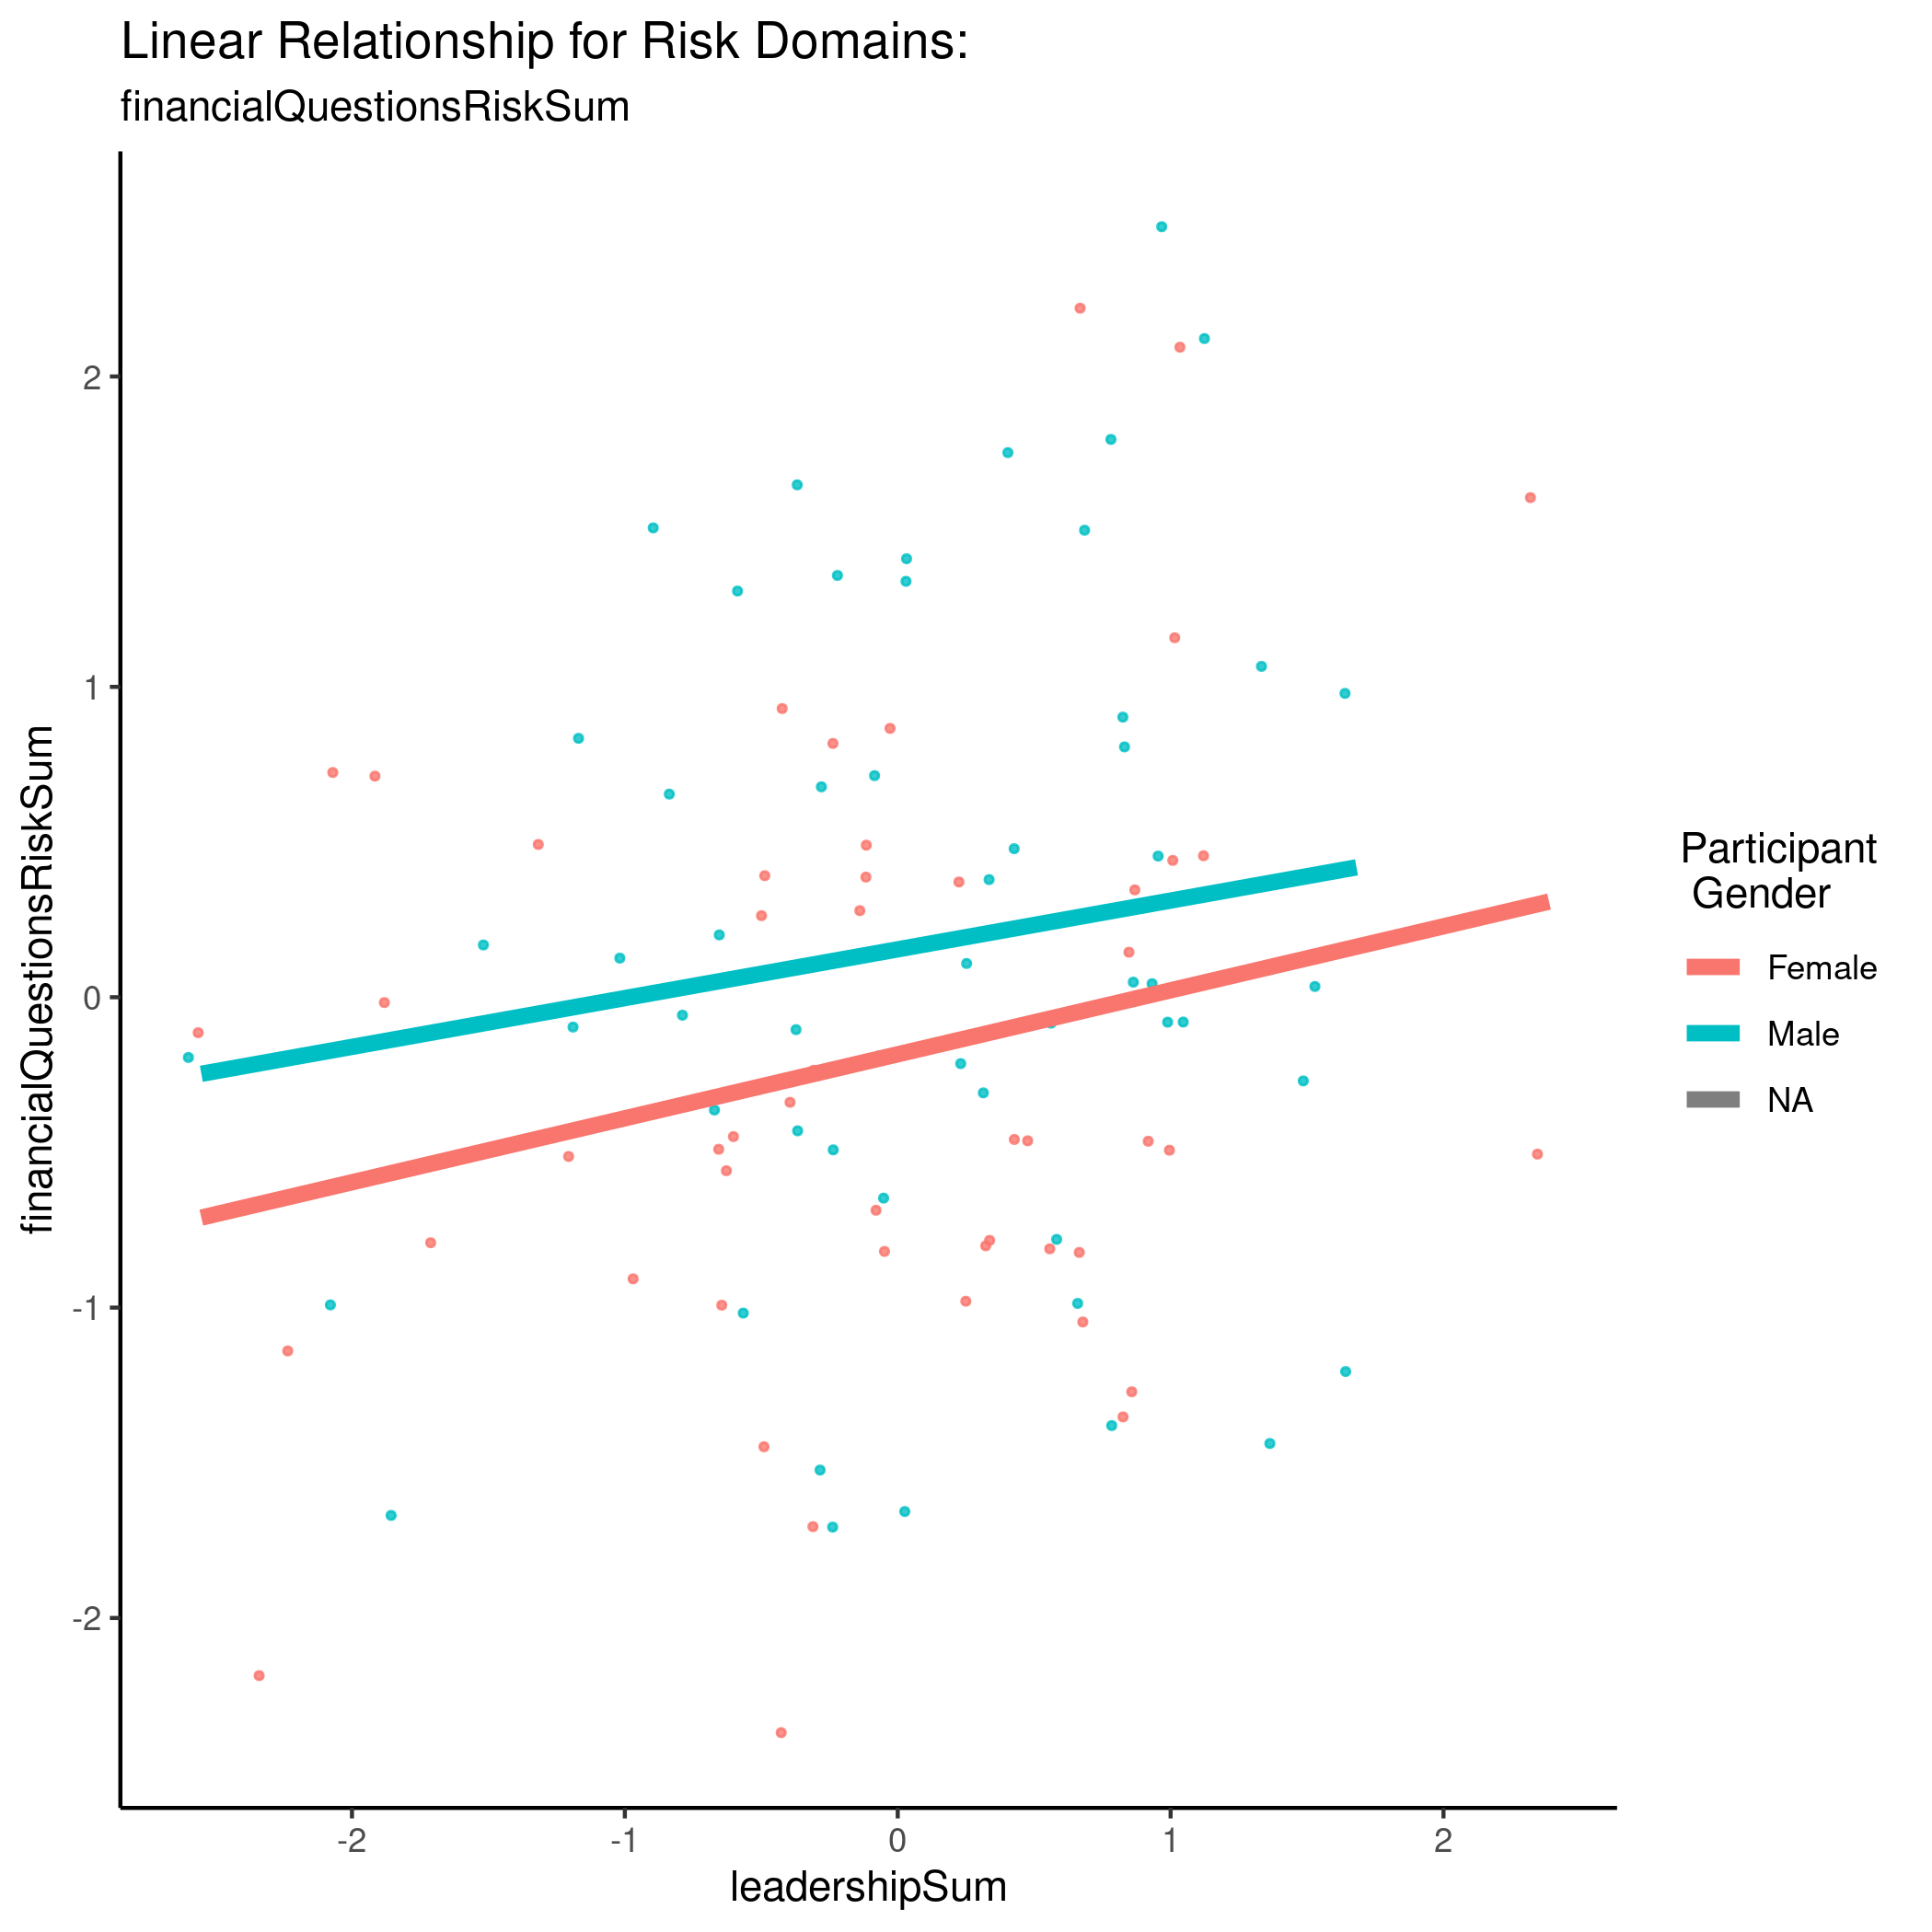 Linear Relationship for Risk Domains:
financialQuestionsRiskSum
financialQuestionsRiskSum
2
1
0
-1
-2
-2
-1
0
1
2
leadershipSum
Participant
Gender
Female
Male
NA